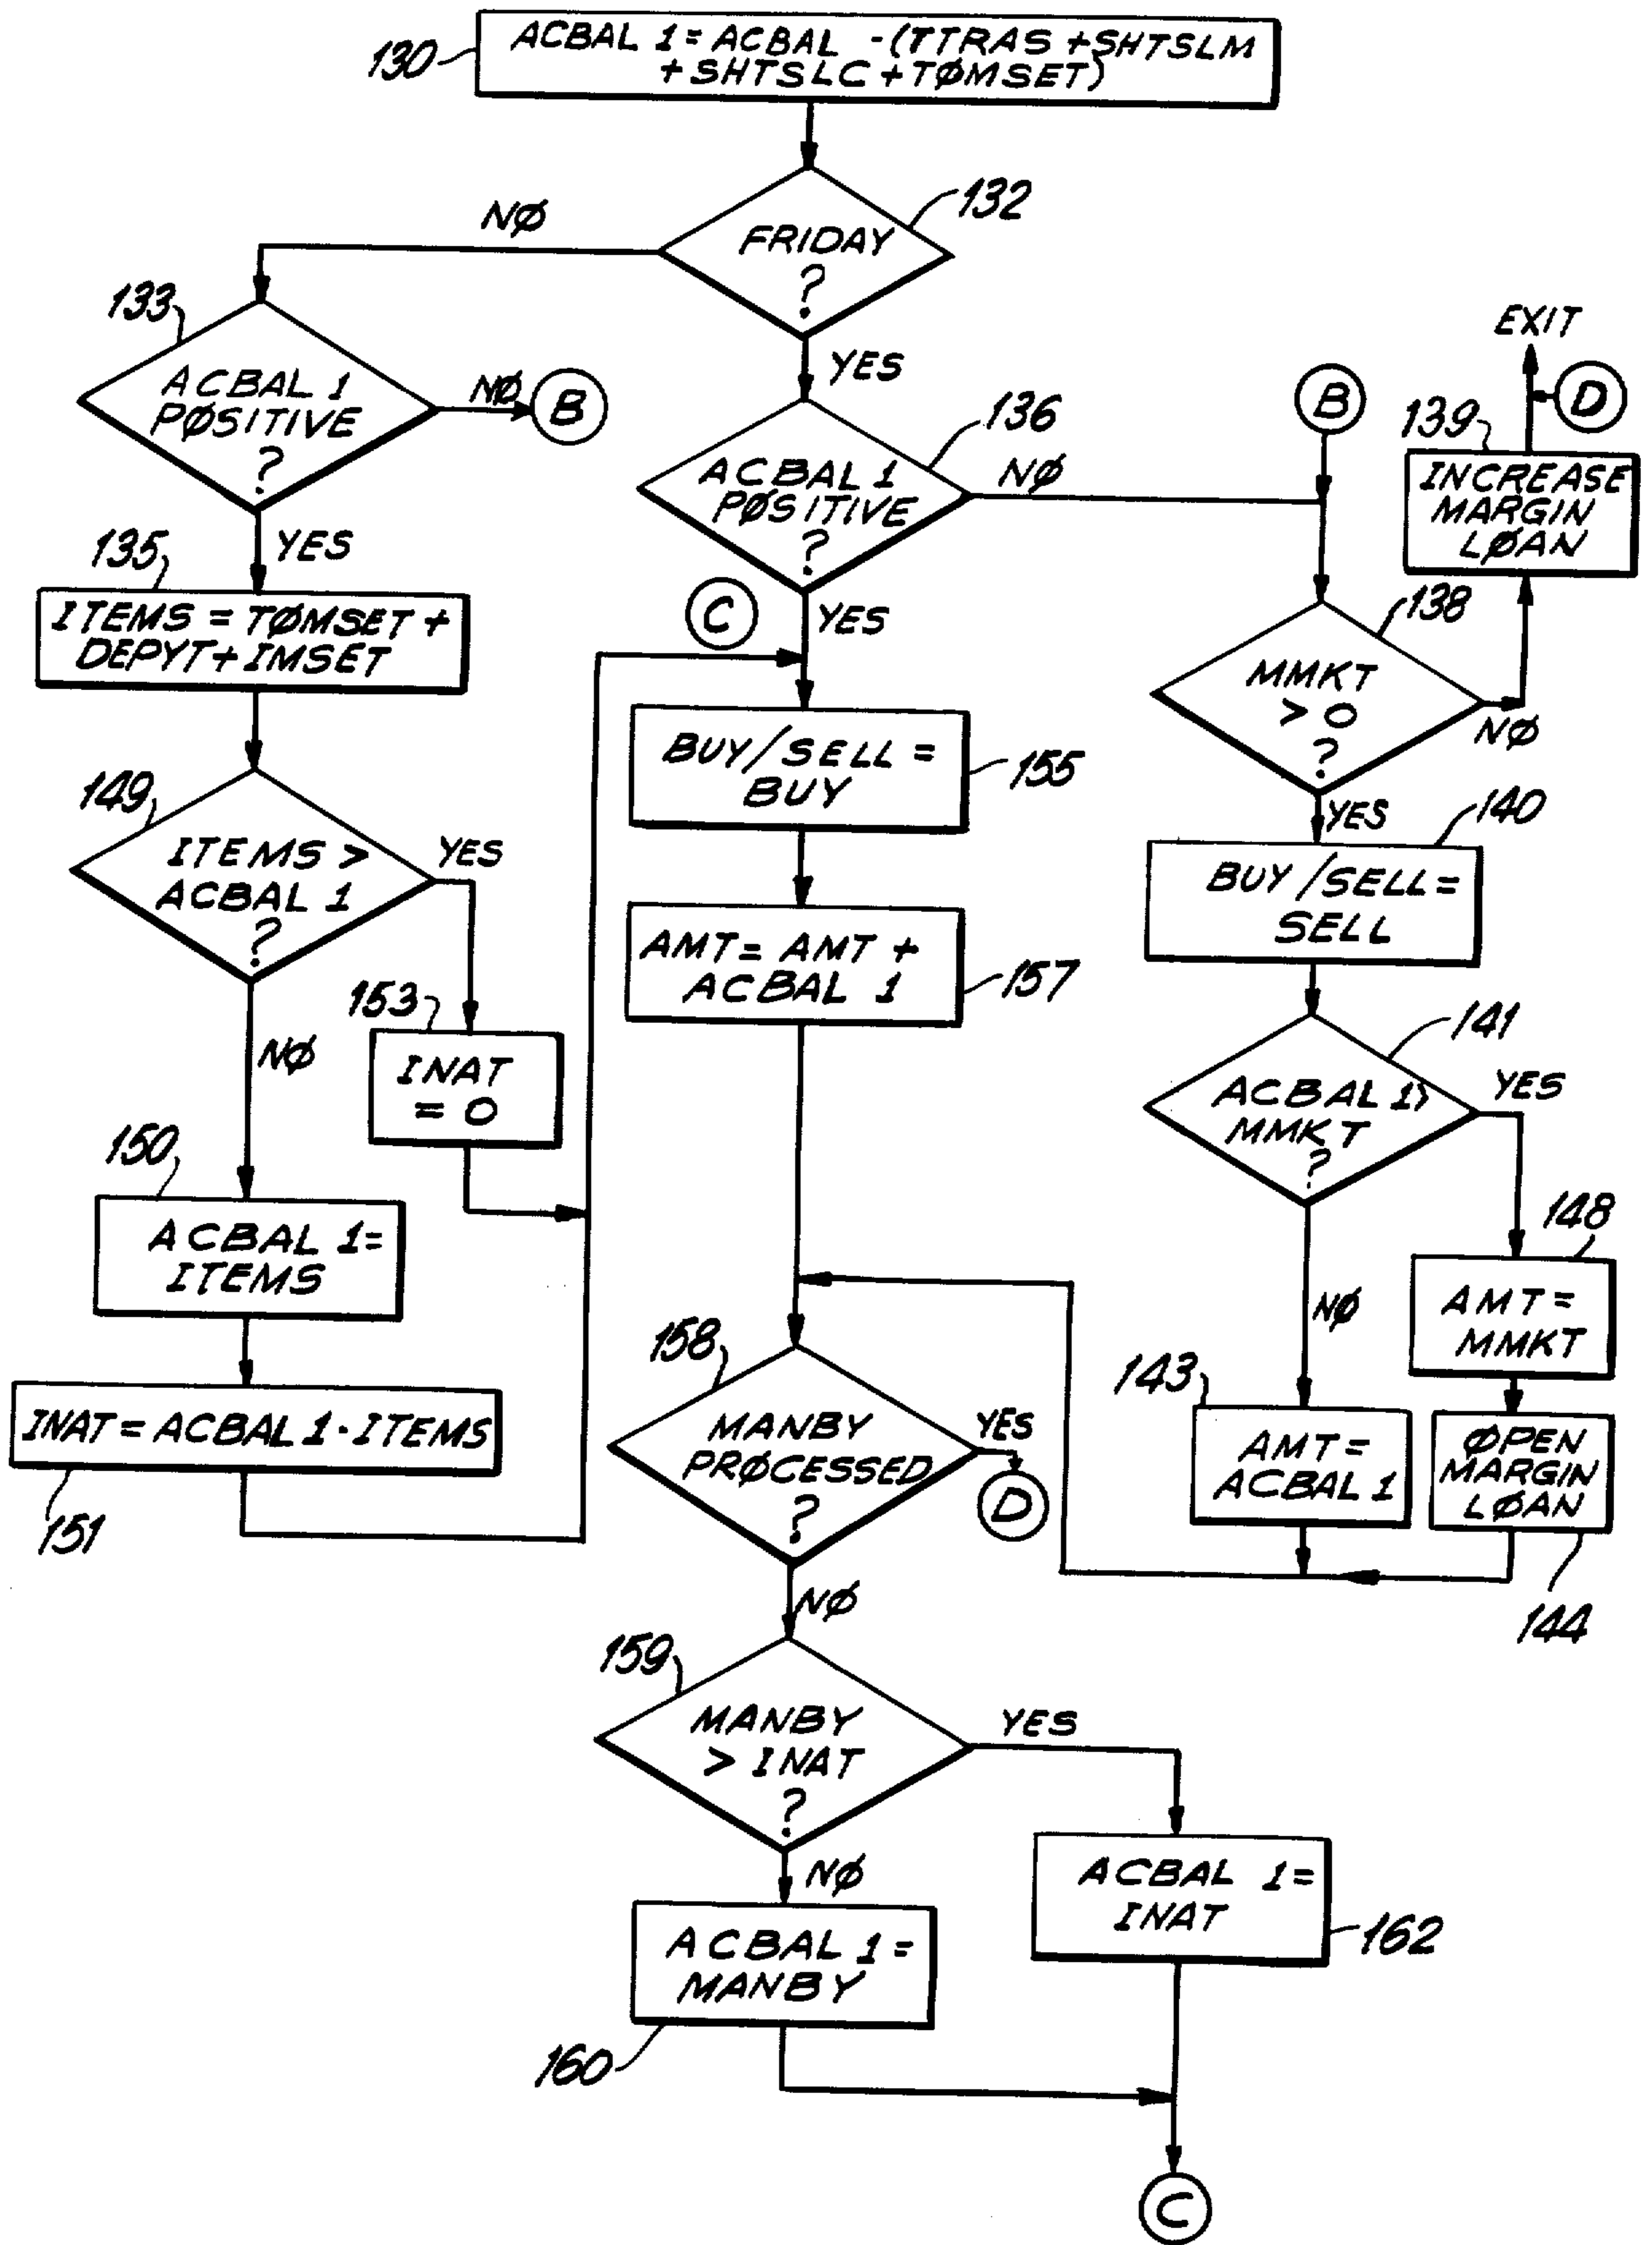 130
ACBAL 1 = ACBAL - (TTRAS + SHTSLM
+ SHTSLC + TØMSET)
132
FRIDAY
?
NØ
YES
133
ACBAL 1
PØSITIVE
?
NØ
B
YES
135
ITEMS = TØMSET +
DEPYT + IMSET
149
ITEMS >
ACBAL 1
?
YES
153
INAT
= 0
NØ
150
ACBAL 1 =
ITEMS
INAT = ACBAL 1 · ITEMS
151
136
ACBAL 1
PØSITIVE
?
NØ
YES
C
BUY/SELL =
BUY
155
AMT = AMT +
ACBAL 1
157
158
MANBY
PRØCESSED
?
YES
D
NØ
159
MANBY
> INAT
?
YES
NØ
ACBAL 1 =
MANBY
160
ACBAL 1 =
INAT
162
C
B
EXIT
D
139
INCREASE
MARGIN
LØAN
138
MMKT
> 0
?
NØ
YES
140
BUY/SELL =
SELL
141
ACBAL 1 >
MMKT
?
YES
148
AMT =
MMKT
NØ
143
AMT =
ACBAL 1
ØPEN
MARGIN
LØAN
144